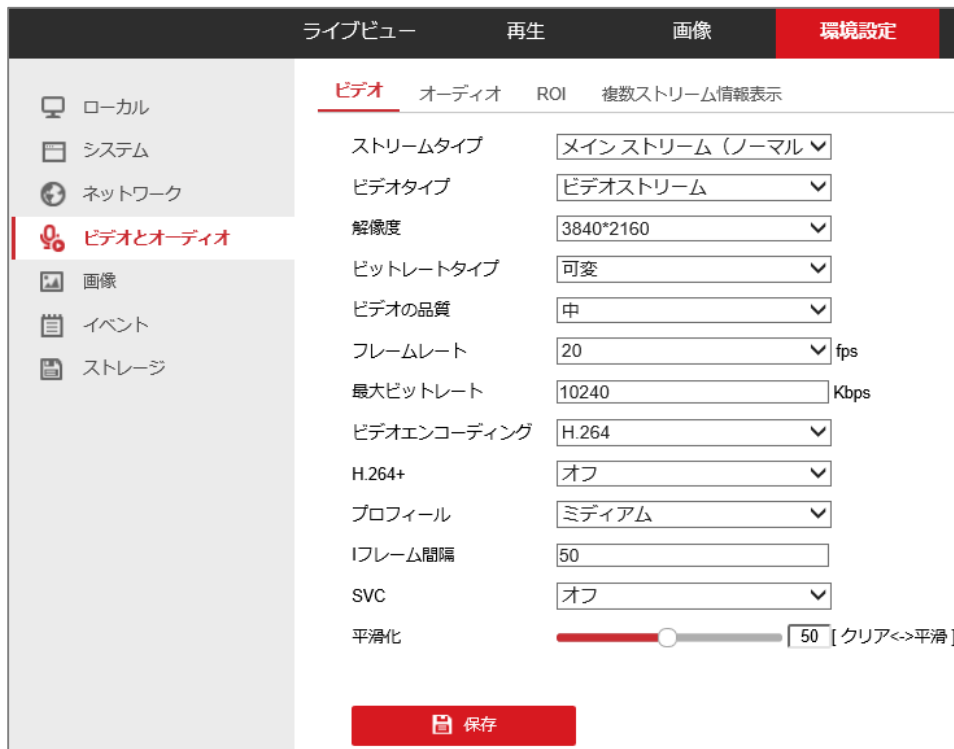 ライブビュー 再生 画像 環境設定
ローカル
システム
ネットワーク
ビデオとオーディオ
画像
イベント
ストレージ
ビデオ オーディオ ROI 複数ストリーム情報表示
ストリームタイプ メイン ストリーム（ノーマル
ビデオタイプ ビデオストリーム
解像度 3840*2160
ビットレートタイプ 可変
ビデオの品質 中
フレームレート 20 fps
最大ビットレート 10240 Kbps
ビデオエンコーディング H.264
H.264+ オフ
プロフィール ミディアム
Iフレーム間隔 50
SVC オフ
平滑化 50 [ クリア<->平滑 ]
保存